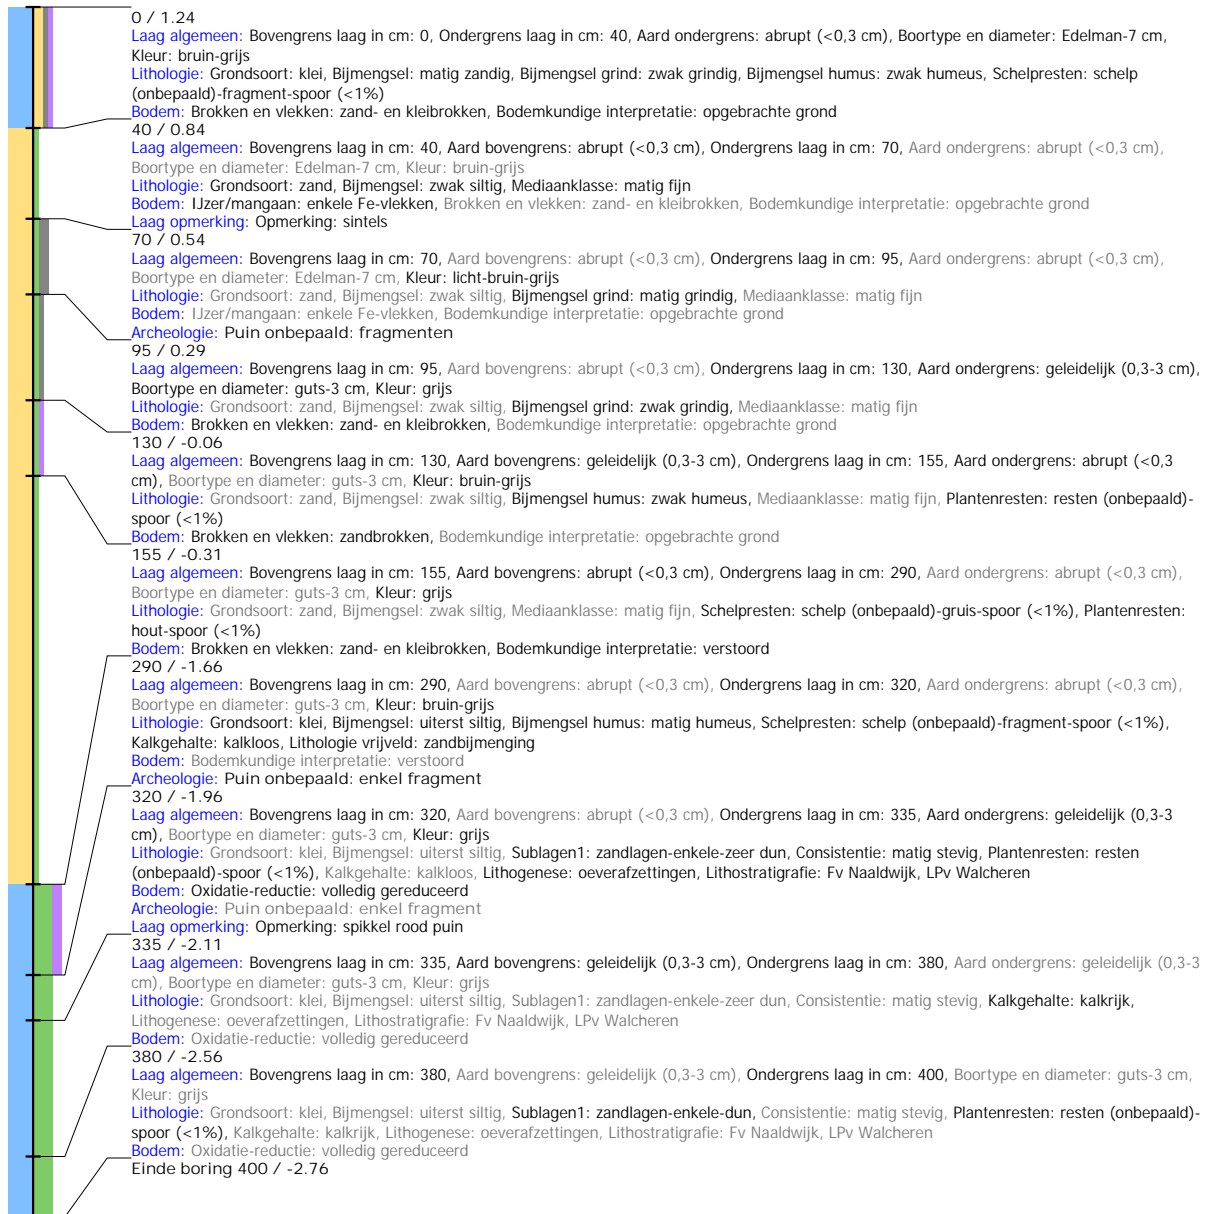 0 / 1.24
Laag algemeen: Bovengrens laag in cm: 0, Ondergrens laag in cm: 40, Aard ondergrens: abrupt (<0,3 cm), Boortype en diameter: Edelman-7 cm,
Kleur: bruin-grijs
Lithologie: Grondsoort: klei, Bijmengsel: matig zandig, Bijmengsel grind: zwak grindig, Bijmengsel humus: zwak humeus, Schelpresten: schelp
(onbepaald)-fragment-spoor (<1%)
Bodem: Brokken en vlekken: zand- en kleibrokken, Bodemkundige interpretatie: opgebrachte grond
40 / 0.84
Laag algemeen: Bovengrens laag in cm: 40, Aard bovengrens: abrupt (<0,3 cm), Ondergrens laag in cm: 70, Aard ondergrens: abrupt (<0,3 cm),
Boortype en diameter: Edelman-7 cm, Kleur: bruin-grijs
Lithologie: Grondsoort: zand, Bijmengsel: zwak siltig, Mediaanklasse: matig fijn
Bodem: IJzer/mangaan: enkele Fe-vlekken, Brokken en vlekken: zand- en kleibrokken, Bodemkundige interpretatie: opgebrachte grond
Laag opmerking: Opmerking: sintels
70 / 0.54
Laag algemeen: Bovengrens laag in cm: 70, Aard bovengrens: abrupt (<0,3 cm), Ondergrens laag in cm: 95, Aard ondergrens: abrupt (<0,3 cm),
Boortype en diameter: Edelman-7 cm, Kleur: licht-bruin-grijs
Lithologie: Grondsoort: zand, Bijmengsel: zwak siltig, Bijmengsel grind: matig grindig, Mediaanklasse: matig fijn
Bodem: IJzer/mangaan: enkele Fe-vlekken, Bodemkundige interpretatie: opgebrachte grond
Archeologie: Puin onbepaald: fragmenten
95 / 0.29
Laag algemeen: Bovengrens laag in cm: 95, Aard bovengrens: abrupt (<0,3 cm), Ondergrens laag in cm: 130, Aard ondergrens: geleidelijk (0,3-3 cm),
Boortype en diameter: guts-3 cm, Kleur: grijs
Lithologie: Grondsoort: zand, Bijmengsel: zwak siltig, Bijmengsel grind: zwak grindig, Mediaanklasse: matig fijn
Bodem: Brokken en vlekken: zand- en kleibrokken, Bodemkundige interpretatie: opgebrachte grond
130 / -0.06
Laag algemeen: Bovengrens laag in cm: 130, Aard bovengrens: geleidelijk (0,3-3 cm), Ondergrens laag in cm: 155, Aard ondergrens: abrupt (<0,3
cm), Boortype en diameter: guts-3 cm, Kleur: bruin-grijs
Lithologie: Grondsoort: zand, Bijmengsel: zwak siltig, Bijmengsel humus: zwak humeus, Mediaanklasse: matig fijn, Plantenresten: resten (onbepaald)-
spoor (<1%)
Bodem: Brokken en vlekken: zandbrokken, Bodemkundige interpretatie: opgebrachte grond
155 / -0.31
Laag algemeen: Bovengrens laag in cm: 155, Aard bovengrens: abrupt (<0,3 cm), Ondergrens laag in cm: 290, Aard ondergrens: abrupt (<0,3 cm),
Boortype en diameter: guts-3 cm, Kleur: grijs
Lithologie: Grondsoort: zand, Bijmengsel: zwak siltig, Mediaanklasse: matig fijn, Schelpresten: schelp (onbepaald)-gruis-spoor (<1%), Plantenresten:
hout-spoor (<1%)
Bodem: Brokken en vlekken: zand- en kleibrokken, Bodemkundige interpretatie: verstoord
290 / -1.66
Laag algemeen: Bovengrens laag in cm: 290, Aard bovengrens: abrupt (<0,3 cm), Ondergrens laag in cm: 320, Aard ondergrens: abrupt (<0,3 cm),
Boortype en diameter: guts-3 cm, Kleur: bruin-grijs
Lithologie: Grondsoort: klei, Bijmengsel: uiterst siltig, Bijmengsel humus: matig humeus, Schelpresten: schelp (onbepaald)-fragment-spoor (<1%),
Kalkgehalte: kalkloos, Lithologie vrijveld: zandbijmenging
Bodem: Bodemkundige interpretatie: verstoord
Archeologie: Puin onbepaald: enkel fragment
320 / -1.96
Laag algemeen: Bovengrens laag in cm: 320, Aard bovengrens: abrupt (<0,3 cm), Ondergrens laag in cm: 335, Aard ondergrens: geleidelijk (0,3-3
cm), Boortype en diameter: guts-3 cm, Kleur: grijs
Lithologie: Grondsoort: klei, Bijmengsel: uiterst siltig, Sublagen1: zandlagen-enkele-zeer dun, Consistentie: matig stevig, Plantenresten: resten
(onbepaald)-spoor (<1%), Kalkgehalte: kalkloos, Lithogenese: oeverafzettingen, Lithostratigrafie: Fv Naaldwijk, LPv Walcheren
Bodem: Oxidatie-reductie: volledig gereduceerd
Archeologie: Puin onbepaald: enkel fragment
Laag opmerking: Opmerking: spikkel rood puin
335 / -2.11
Laag algemeen: Bovengrens laag in cm: 335, Aard bovengrens: geleidelijk (0,3-3 cm), Ondergrens laag in cm: 380, Aard ondergrens: geleidelijk (0,3-3
cm), Boortype en diameter: guts-3 cm, Kleur: grijs
Lithologie: Grondsoort: klei, Bijmengsel: uiterst siltig, Sublagen1: zandlagen-enkele-zeer dun, Consistentie: matig stevig, Kalkgehalte: kalkrijk,
Lithogenese: oeverafzettingen, Lithostratigrafie: Fv Naaldwijk, LPv Walcheren
Bodem: Oxidatie-reductie: volledig gereduceerd
380 / -2.56
Laag algemeen: Bovengrens laag in cm: 380, Aard bovengrens: geleidelijk (0,3-3 cm), Ondergrens laag in cm: 400, Boortype en diameter: guts-3 cm,
Kleur: grijs
Lithologie: Grondsoort: klei, Bijmengsel: uiterst siltig, Sublagen1: zandlagen-enkele-dun, Consistentie: matig stevig, Plantenresten: resten (onbepaald)-
spoor (<1%), Kalkgehalte: kalkrijk, Lithogenese: oeverafzettingen, Lithostratigrafie: Fv Naaldwijk, LPv Walcheren
Bodem: Oxidatie-reductie: volledig gereduceerd
Einde boring 400 / -2.76